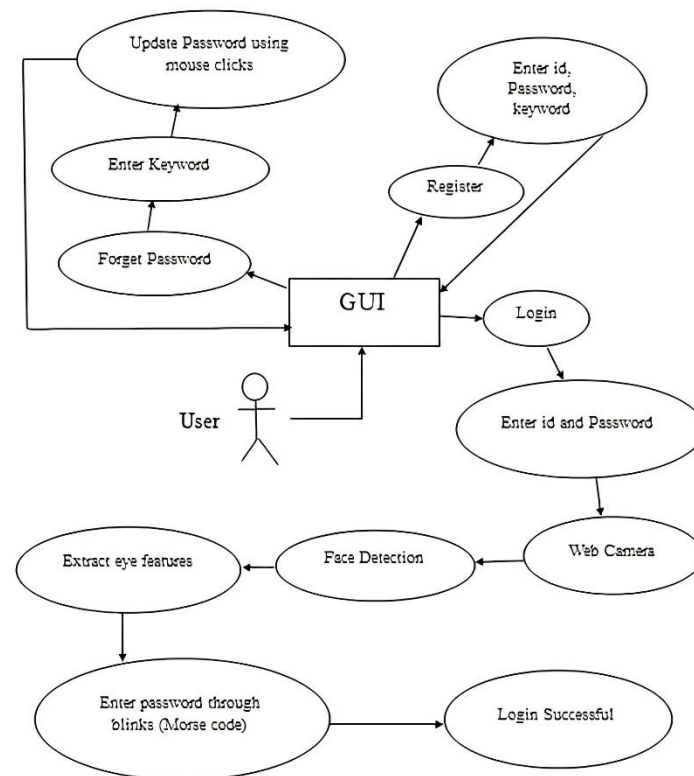 Update Password using
mouse clicks
Enter id,
Password,
keyword
Enter Keyword
Register
Forget Password
GUI
Login
User
Enter id and Password
Extract eye features
Face Detection
Web Camera
Enter password through
blinks (Morse code)
Login Successful